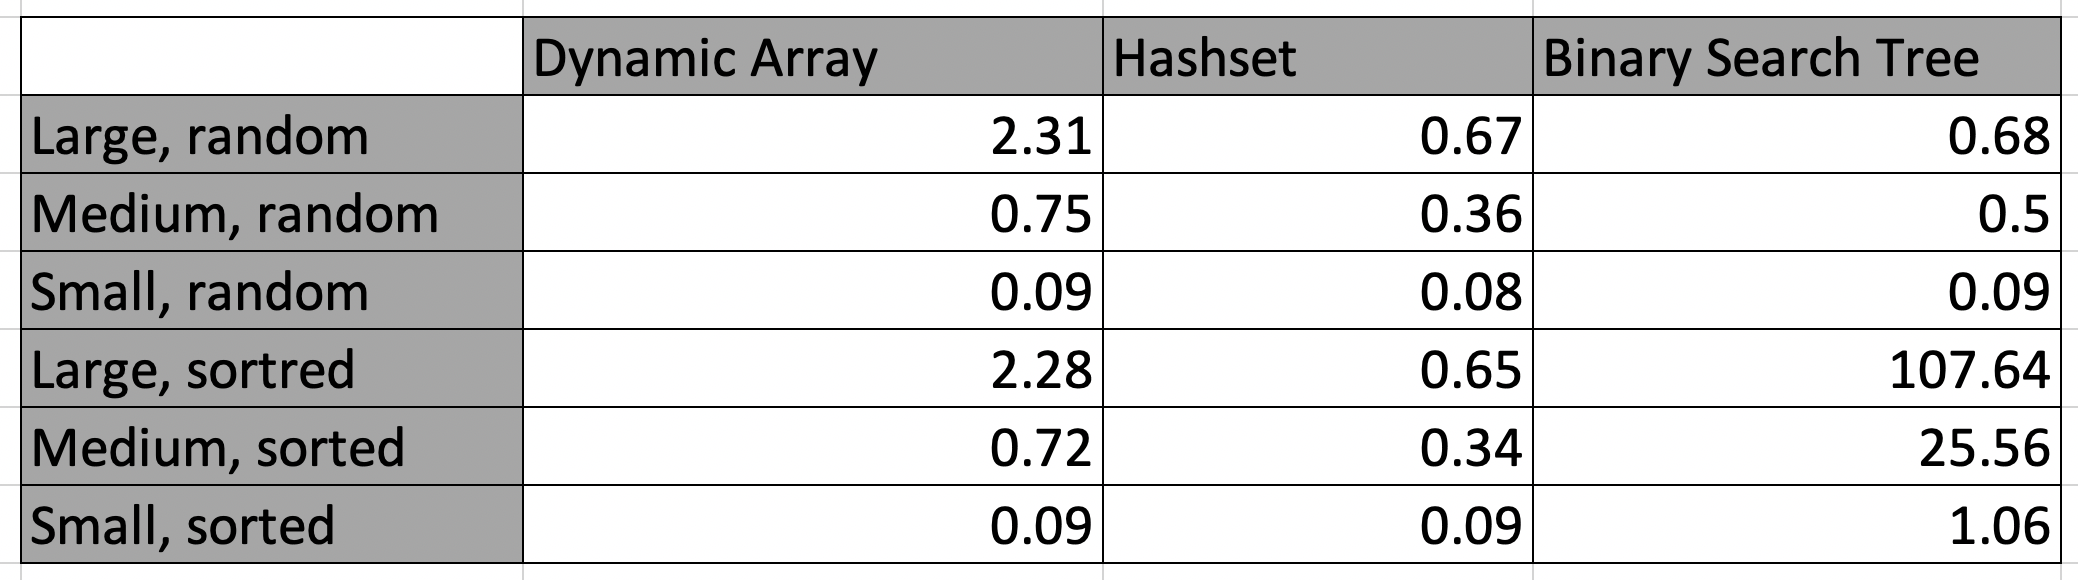 Dynamic Array Hashset Binary Search Tree
Large, random 2.31 0.67 0.68
Medium, random 0.75 0.36 0.5
Small, random 0.09 0.08 0.09
Large, sortred 2.28 0.65 107.64
Medium, sorted 0.72 0.34 25.56
Small, sorted 0.09 0.09 1.06